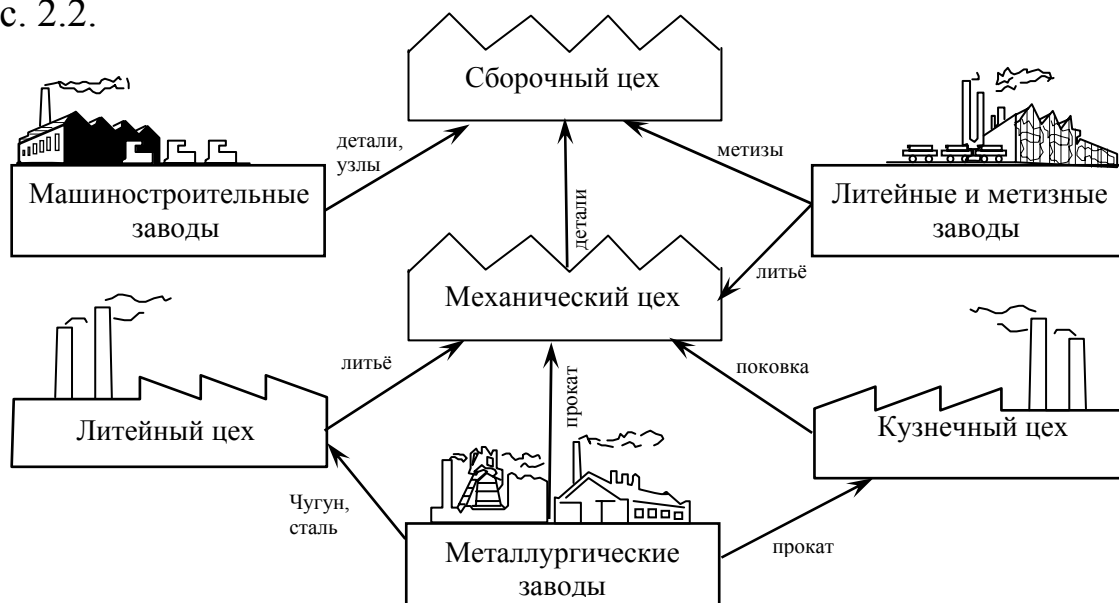 с. 2.2.
Сборочный цех
детали,
узлы
метизы
Машиностроительные
заводы
детали
Литейные и метизные
заводы
Механический цех
литьё
литьё
прокат
поковка
Литейный цех
Кузнечный цех
Чугун,
сталь
Металлургические
заводы
прокат